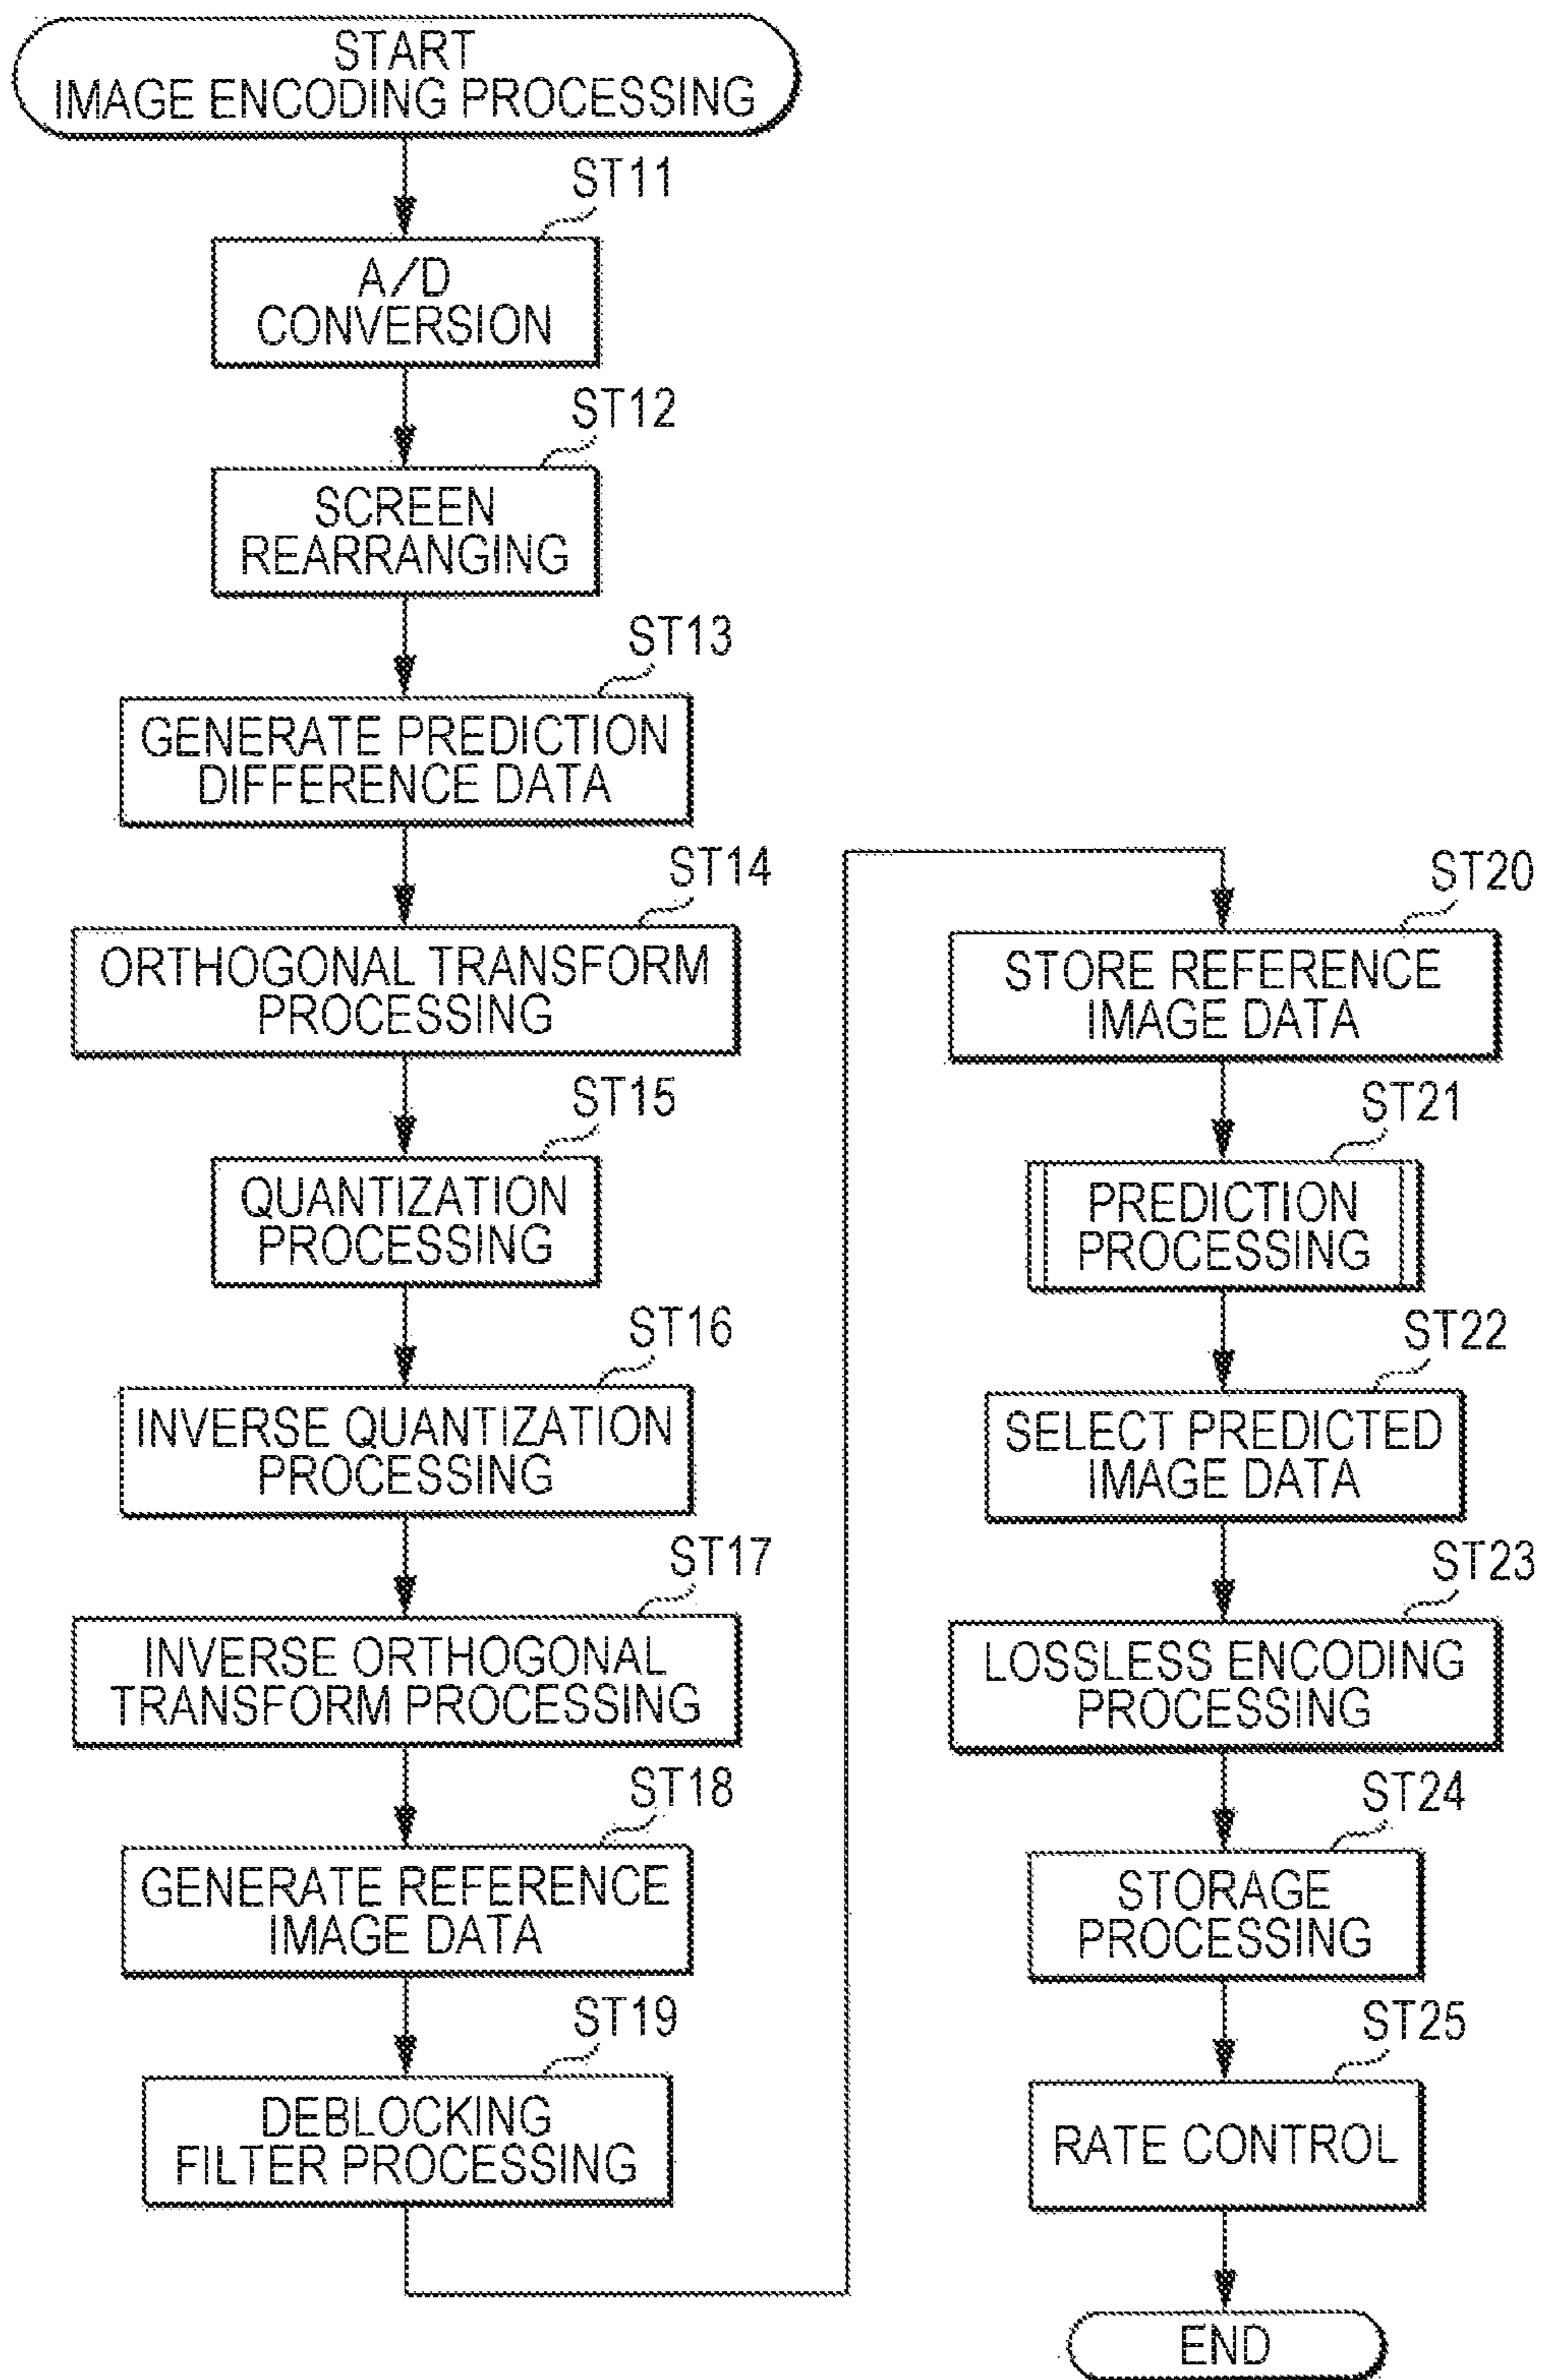 START
IMAGE ENCODING PROCESSING
ST11
A/D
CONVERSION
ST12
SCREEN
REARRANGING
ST13
GENERATE PREDICTION
DIFFERENCE DATA
ST14
ORTHOGONAL TRANSFORM
PROCESSING
ST15
QUANTIZATION
PROCESSING
ST16
INVERSE QUANTIZATION
PROCESSING
ST17
INVERSE ORTHOGONAL
TRANSFORM PROCESSING
ST18
GENERATE REFERENCE
IMAGE DATA
ST19
DEBLOCKING
FILTER PROCESSING
ST20
STORE REFERENCE
IMAGE DATA
ST21
PREDICTION
PROCESSING
ST22
SELECT PREDICTED
IMAGE DATA
ST23
LOSSLESS ENCODING
PROCESSING
ST24
STORAGE
PROCESSING
ST25
RATE CONTROL
END